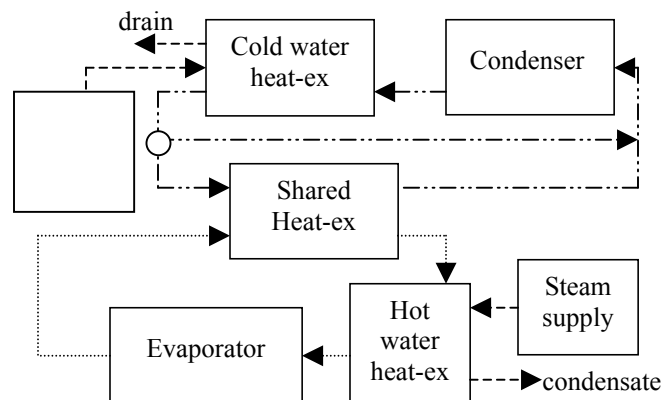 drain
Cold water
heat-ex
Condenser
Shared
Heat-ex
Steam
supply
Evaporator
Hot
water
heat-ex
condensate